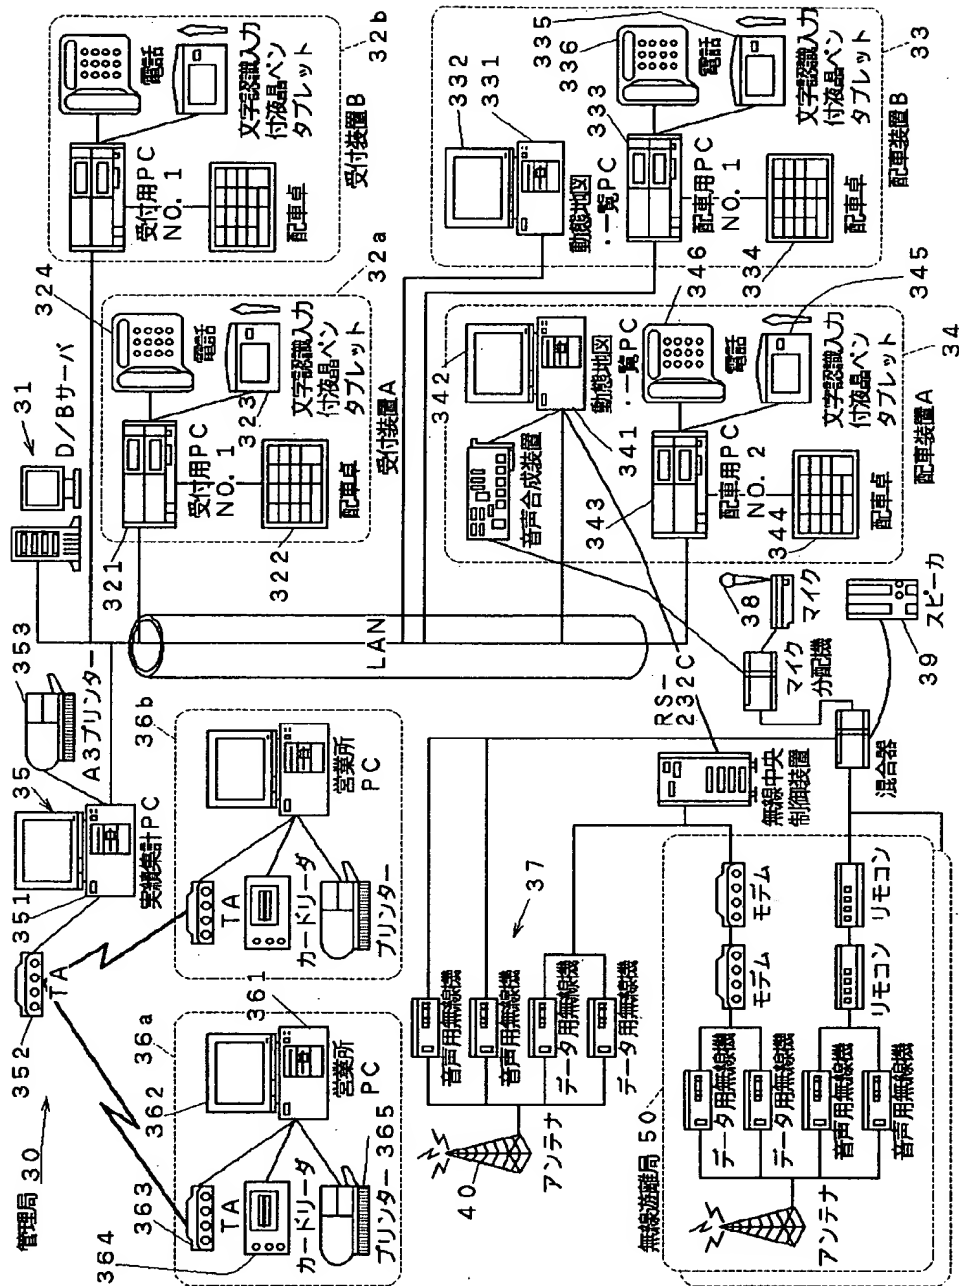 管理局 30
352
TA
351
35
実績集計PC
353
A3プリンター
31
D/Bサーバ
LAN
32b
電話
文字認識入力
付液晶ペン
タブレット
受付用PC
NO. 1
配車卓
受付装置B
32a
324
電話
323
文字認識入力
付液晶ペン
タブレット
321
受付用PC
NO. 1
322
配車卓
受付装置A
33
332
331
動態地図
・一覧PC
335
336
電話
333
配車用PC
NO. 1
334
配車卓
文字認識入力
付液晶ペン
タブレット
配車装置B
34
342
341
動態地図
・一覧PC
音声合成装置
346
電話
343
配車用PC
NO. 2
344
配車卓
345
文字認識入力
付液晶ペン
タブレット
配車装置A
36a
362
361
営業所
PC
363
TA
364
カードリーダ
プリンター 365
36b
営業所
PC
TA
カードリーダ
プリンター
37
40
アンテナ
音声用無線機
音声用無線機
データ用無線機
データ用無線機
RS-
232C
無線中央
制御装置
38
マイク
マイク
分配機
39
スピーカ
混合器
無線遊離局 50
アンテナ
データ用無線機
データ用無線機
音声用無線機
音声用無線機
モデム
モデム
リモコン
リモコン